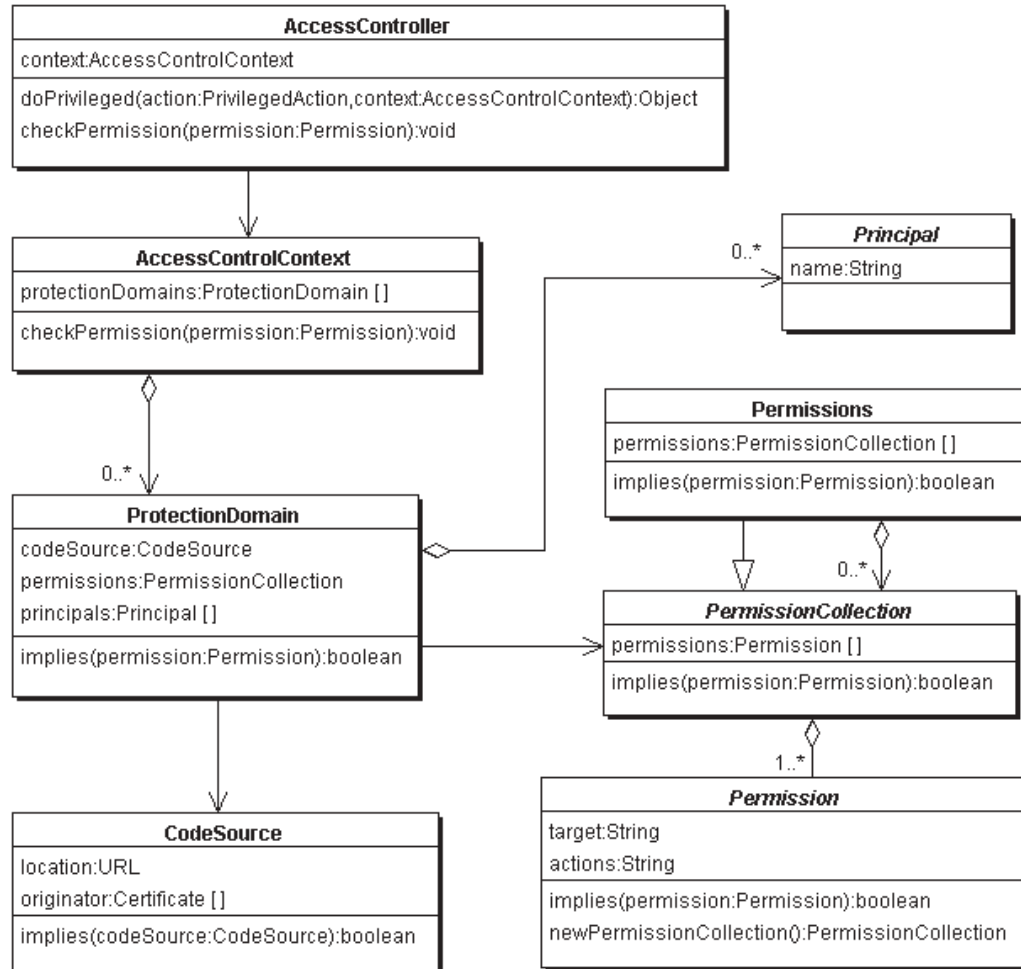 AccessController
context:AccessControlContext
doPrivileged(action:PrivilegedAction,context:AccessControlContext):Object
checkPermission(permission:Permission):void
AccessControlContext
protectionDomains:ProtectionDomain [ ]
checkPermission(permission:Permission):void
0..*
Principal
name:String
Permissions
permissions:PermissionCollection [ ]
implies(permission:Permission):boolean
0..*
ProtectionDomain
codeSource:CodeSource
permissions:PermissionCollection
principals:Principal [ ]
implies(permission:Permission):boolean
0..*
PermissionCollection
permissions:Permission [ ]
implies(permission:Permission):boolean
1..*
Permission
target:String
actions:String
implies(permission:Permission):boolean
newPermissionCollection():PermissionCollection
CodeSource
location:URL
originator:Certificate [ ]
implies(codeSource:CodeSource):boolean